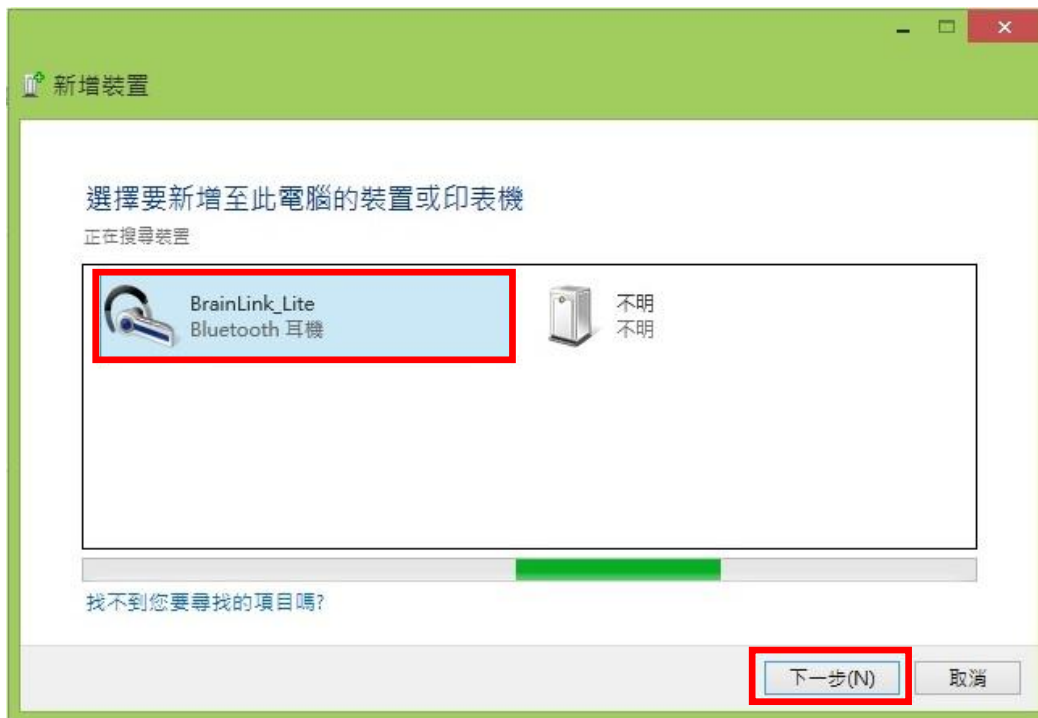 新增裝置
選擇要新增至此電腦的裝置或印表機
正在搜尋裝置
BrainLink_Lite
Bluetooth 耳機
不明
不明
找不到您要尋找的項目嗎?
下一步(N)
取消